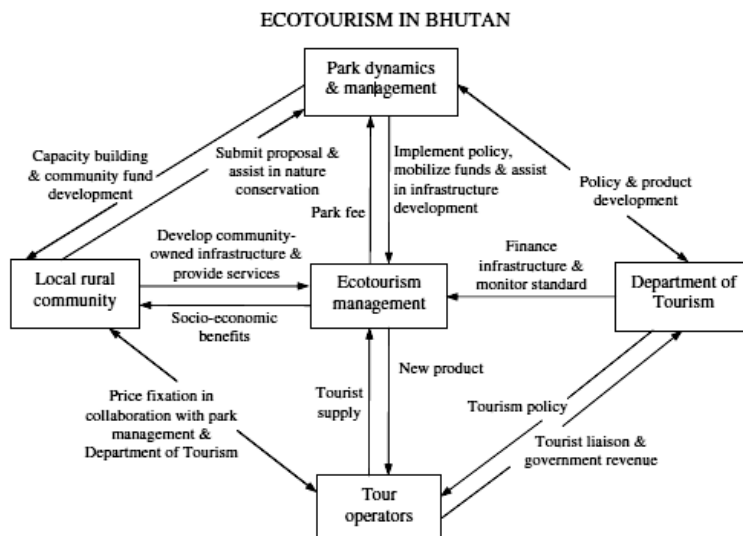 ECOTOURISM IN BHUTAN
Park dynamics
& management
Capacity building
& community fund
development
Submit proposal &
assist in nature
conservation
Park fee
Implement policy,
mobilize funds & assist
in infrastructure
development
Policy & product
development
Develop community-
owned infrastructure &
provide services
Finance
infrastructure &
monitor standard
Local rural
community
Ecotourism
management
Department of
Tourism
Socio-economic
benefits
Price fixation in
collaboration with park
management &
Department of Tourism
Tourist
supply
New product
Tourism policy
Tourist liaison &
government revenue
Tour
operators